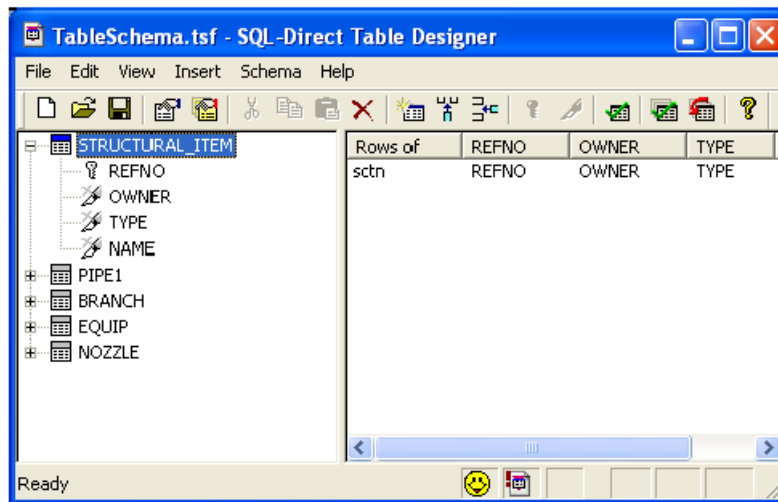 TableSchema.tsf - SQL-Direct Table Designer
File Edit View Insert Schema Help
STRUCTURAL_ITEM
REFNO
OWNER
TYPE
NAME
PIPE1
BRANCH
EQUIP
NOZZLE
Rows of REFNO OWNER TYPE
sctn REFNO OWNER TYPE
Ready